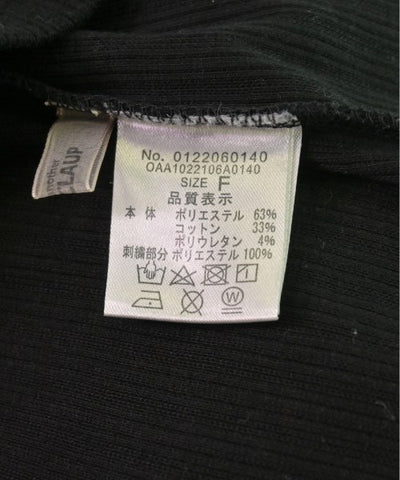 No. 0122060140
OAA1022106A0140
SIZE F
品質表示
本体 ポリエステル 63%
コットン 33%
ポリウレタン 4%
刺繍部分 ポリエステル 100%
W
another
FLAUP